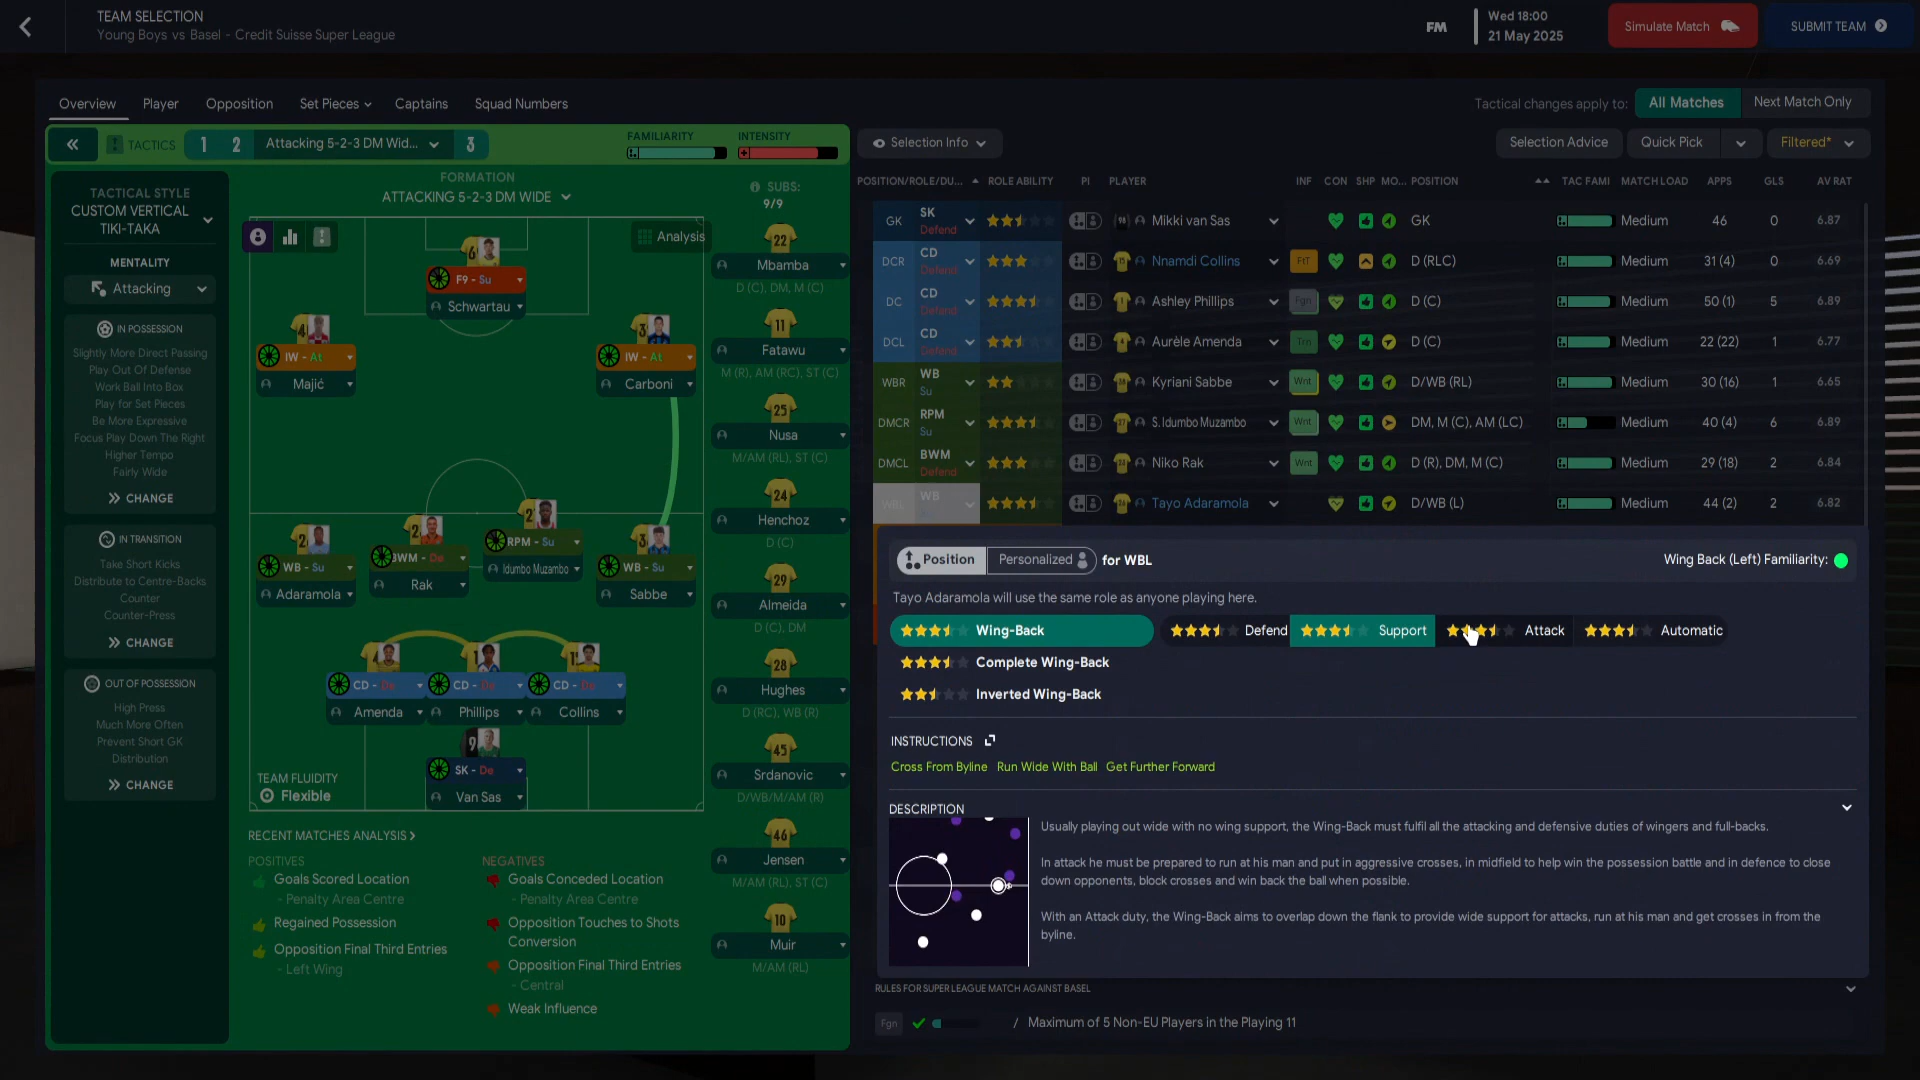 TEAM SELECTION
Young Boys vs Basel - Credit Suisse Super League
FM
Wed 18:00
21 May 2025
Simulate Match
SUBMIT TEAM
Overview
Player
Opposition
Set Pieces
Captains
Squad Numbers
Tactical changes apply to:
All Matches
Next Match Only
TACTICS
1
2
Attacking 5-2-3 DM Wid...
3
FAMILIARITY
INTENSITY
Selection Info
Selection Advice
Quick Pick
Filtered*
TACTICAL STYLE
CUSTOM VERTICAL
TIKI-TAKA
MENTALITY
Attacking
IN POSSESSION
Slightly More Direct Passing
Play Out Of Defense
Work Ball Into Box
Play for Set Pieces
Be More Expressive
Focus Play Down The Right
Higher Tempo
Fairly Wide
CHANGE
IN TRANSITION
Take Short Kicks
Distribute to Centre-Backs
Counter
Counter-Press
CHANGE
OUT OF POSSESSION
High Press
Much More Often
Prevent Short GK
Distribution
CHANGE
FORMATION
ATTACKING 5-2-3 DM WIDE
Analysis
F9 - Su
Schwartau
IW - At
Majić
IW - At
Carboni
WB - Su
Adaramola
BWM - De
Rak
RPM - Su
Idumbo Muzambo
WB - Su
Sabbe
CD - De
Amenda
CD - De
Phillips
CD - De
Collins
SK - De
Van Sas
TEAM FLUIDITY
Flexible
SUBS:
9/9
22
Mbamba
D (C), DM, M (C)
11
Fatawu
M (R), AM (RC), ST (C)
25
Nusa
M/AM (RL), ST (C)
24
Henchoz
D (C)
29
Almeida
D (C), DM
28
Hughes
D (RC), WB (R)
45
Srdanovic
D/WB/M/AM (R)
46
Jensen
M/AM (RL), ST (C)
10
Muir
M/AM (RL)
RECENT MATCHES ANALYSIS
POSITIVES
Goals Scored Location
- Penalty Area Centre
Regained Possession
Opposition Final Third Entries
- Left Wing
NEGATIVES
Goals Conceded Location
- Penalty Area Centre
Opposition Touches to Shots
Conversion
Opposition Final Third Entries
- Central
Weak Influence
POSITION/ROLE/DU... ROLE ABILITY PI PLAYER INF CON SHP MO... POSITION TAC FAMI MATCH LOAD APPS GLS AV RAT
GK SK Defend Mikki van Sas GK Medium 46 0 6.87
DCR CD Defend Nnamdi Collins FtT D (RLC) Medium 31 (4) 0 6.69
DC CD Defend Ashley Phillips Fgn D (C) Medium 50 (1) 5 6.89
DCL CD Defend Aurèle Amenda Trn D (C) Medium 22 (22) 1 6.77
WBR WB Su Kyriani Sabbe Wnt D/WB (RL) Medium 30 (16) 1 6.65
DMCR RPM Su S. Idumbo Muzambo Wnt DM, M (C), AM (LC) Medium 40 (4) 6 6.89
DMCL BWM Defend Niko Rak Wnt D (R), DM, M (C) Medium 29 (18) 2 6.84
WBL WB Tayo Adaramola D/WB (L) Medium 44 (2) 2 6.82
Position
Personalized
for WBL
Wing Back (Left) Familiarity:
Tayo Adaramola will use the same role as anyone playing here.
Wing-Back
Defend
Support
Attack
Automatic
Complete Wing-Back
Inverted Wing-Back
INSTRUCTIONS
Cross From Byline Run Wide With Ball Get Further Forward
DESCRIPTION
Usually playing out wide with no wing support, the Wing-Back must fulfil all the attacking and defensive duties of wingers and full-backs.
In attack he must be prepared to run at his man and put in aggressive crosses, in midfield to help win the possession battle and in defence to close
down opponents, block crosses and win back the ball when possible.
With an Attack duty, the Wing-Back aims to overlap down the flank to provide wide support for attacks, run at his man and get crosses in from the
byline.
RULES FOR SUPER LEAGUE MATCH AGAINST BASEL
Fgn
/ Maximum of 5 Non-EU Players in the Playing 11